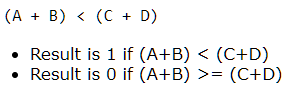 (A + B) < (C + D)
• Result is 1 if (A+B) < (C+D)
• Result is 0 if (A+B) >= (C+D)